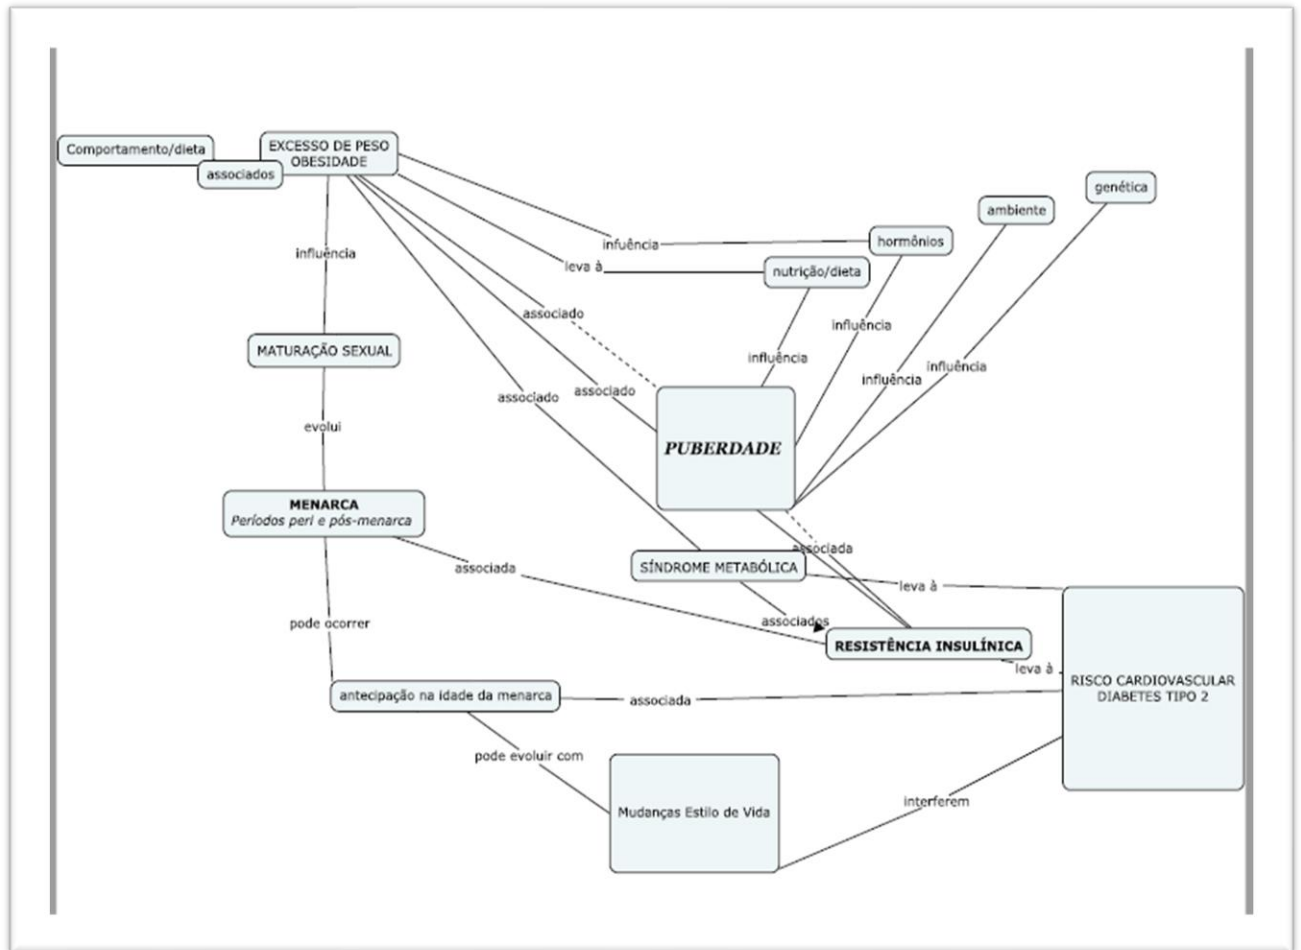 Comportamento/dieta
associados
EXCESSO DE PESO
OBESIDADE
genética
ambiente
hormônios
infuência
leva à
nutrição/dieta
influência
associado
influência
influência
influência
influência
MATURAÇÃO SEXUAL
associado
associado
evolui
PUBERDADE
MENARCA
Períodos peri e pós-menarca
associada
associada
SÍNDROME METABÓLICA
leva à
pode ocorrer
associados
RESISTÊNCIA INSULÍNICA
leva à
RISCO CARDIOVASCULAR
DIABETES TIPO 2
antecipação na idade da menarca
associada
pode evoluir com
Mudanças Estilo de Vida
interferem